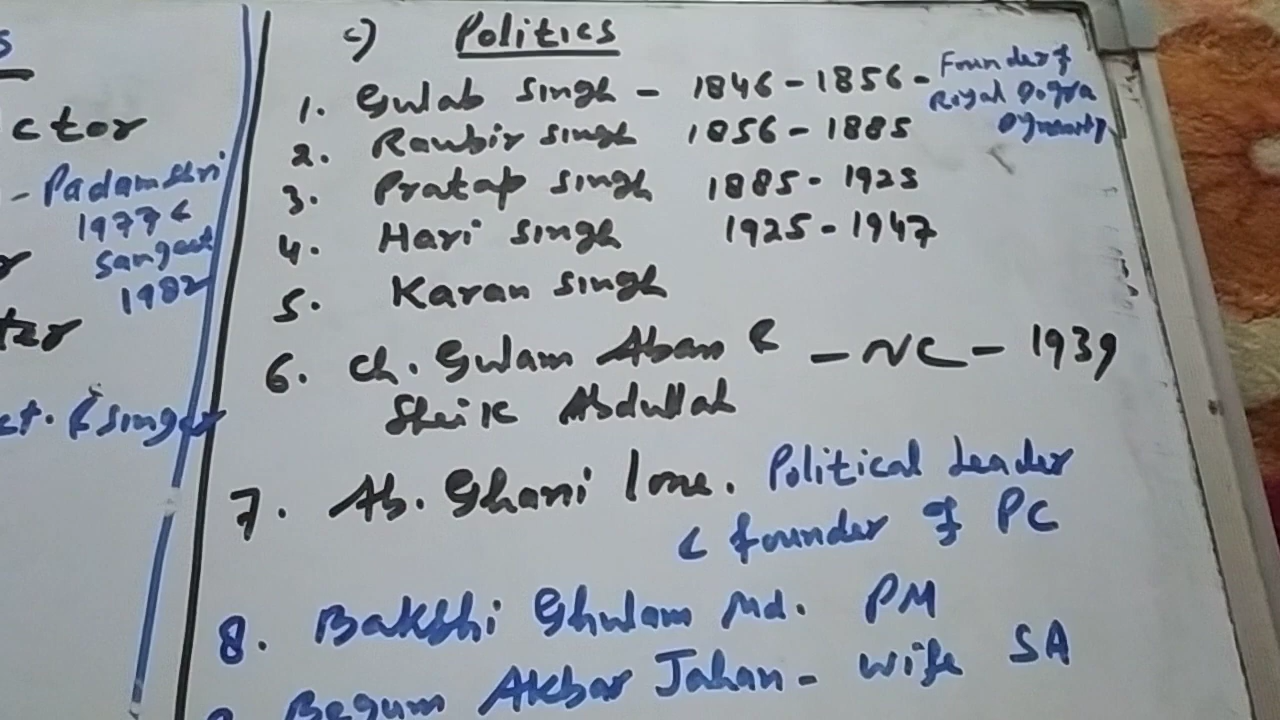 s
ctor
- Padamshri
1977 &
Sangeet
1982
ter
ct. & singer
c) Politics
1. Gulab Singh - 1846 - 1856 - Founder of
Royal Dogra
Dynasty
2. Ranbir Singh 1856 - 1885
3. Pratap Singh 1885 - 1925
4. Hari Singh 1925 - 1947
5. Karan Singh
6. Ch. Gulam Abas & - NC - 1939
Sheik Abdullah
7. Ab. Ghani lone. Political Leader
& founder of PC
8. Bakshi Ghulam Md. PM
Begum Akbar Jahan - wife SA